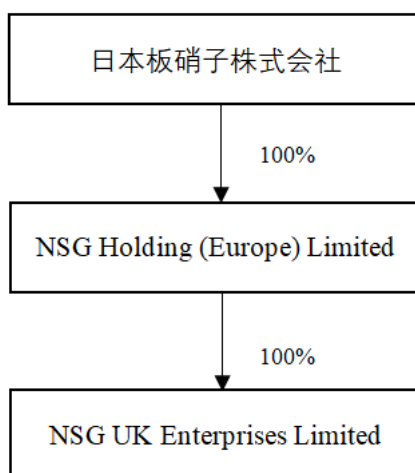 日本板硝子株式会社
100%
NSG Holding (Europe) Limited
100%
NSG UK Enterprises Limited